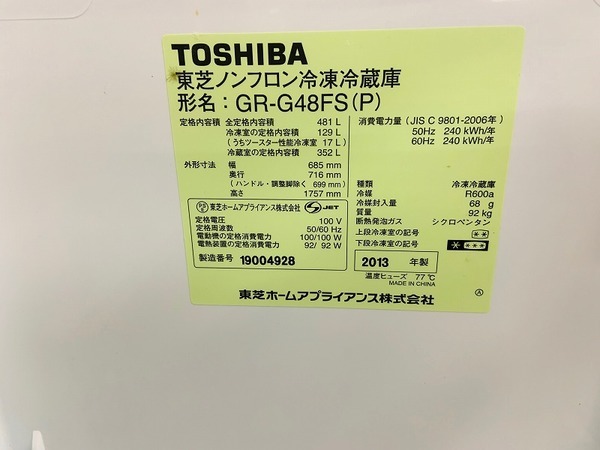 TOSHIBA
東芝ノンフロン冷凍冷蔵庫
形名：GR-G48FS(P)
定格内容積 全定格内容積 481 L
冷凍室の定格内容積 129 L
(うちツースター性能冷凍室 17 L)
冷蔵室の定格内容積 352 L
外形寸法 幅 685 mm
奥行 716 mm
(ハンドル・調整脚除く 699 mm)
高さ 1757 mm
消費電力量 (JIS C 9801-2006年)
50Hz 240 kWh/年
60Hz 240 kWh/年
種類 冷凍冷蔵庫
冷媒 R600a
冷媒封入量 68 g
質量 92 kg
断熱発泡ガス シクロペンタン
上段冷凍室の記号 **
下段冷凍室の記号 * ***
PSE 東芝ホームアプライアンス株式会社 JET
定格電圧 100 V
定格周波数 50/60 Hz
電動機の定格消費電力 100/100 W
電熱装置の定格消費電力 92/ 92 W
製造番号 19004928
2013 年製
温度ヒューズ 77 ℃
MADE IN CHINA
東芝ホームアプライアンス株式会社
Ⓐ